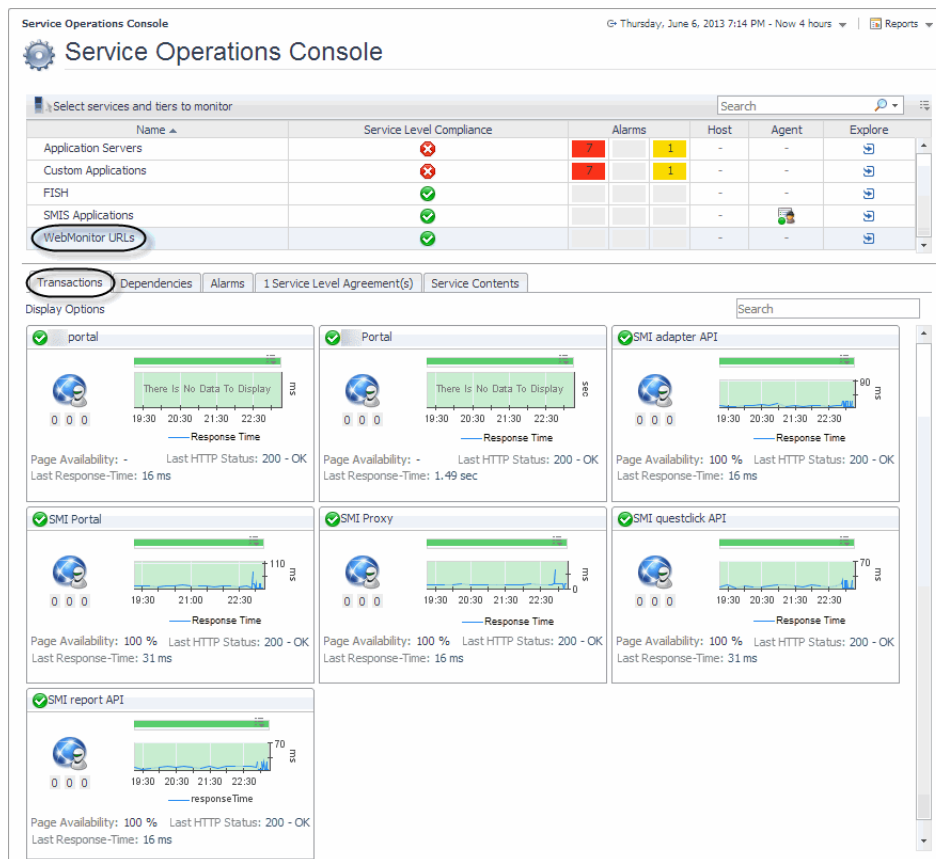 Service Operations Console
Thursday, June 6, 2013 7:14 PM - Now 4 hours
Reports
Service Operations Console
Select services and tiers to monitor
Search
Name Service Level Compliance Alarms Host Agent Explore
Application Servers 7 1 - -
Custom Applications 7 1 - -
FISH - -
SMIS Applications -
WebMonitor URLs - -
Transactions Dependencies Alarms 1 Service Level Agreement(s) Service Contents
Display Options
Search
portal
There Is No Data To Display
ms
0 0 0
19:30 20:30 21:30 22:30
Response Time
Page Availability: - Last HTTP Status: 200 - OK
Last Response-Time: 16 ms
Portal
There Is No Data To Display
sec
0 0 0
19:30 20:30 21:30 22:30
Response Time
Page Availability: - Last HTTP Status: 200 - OK
Last Response-Time: 1.49 sec
SMI adapter API
90
ms
0 0 0
19:30 20:30 21:30 22:30
Response Time
Page Availability: 100 % Last HTTP Status: 200 - OK
Last Response-Time: 16 ms
SMI Portal
110
ms
0 0 0
19:30 21:00 22:30
Response Time
Page Availability: 100 % Last HTTP Status: 200 - OK
Last Response-Time: 31 ms
SMI Proxy
ms
0
0 0 0
19:30 20:30 21:30 22:30
Response Time
Page Availability: 100 % Last HTTP Status: 200 - OK
Last Response-Time: 16 ms
SMI questclick API
70
ms
0 0 0
19:30 20:30 21:30 22:30
Response Time
Page Availability: 100 % Last HTTP Status: 200 - OK
Last Response-Time: 31 ms
SMI report API
70
ms
0 0 0
19:30 20:30 21:30 22:30
responseTime
Page Availability: 100 % Last HTTP Status: 200 - OK
Last Response-Time: 16 ms